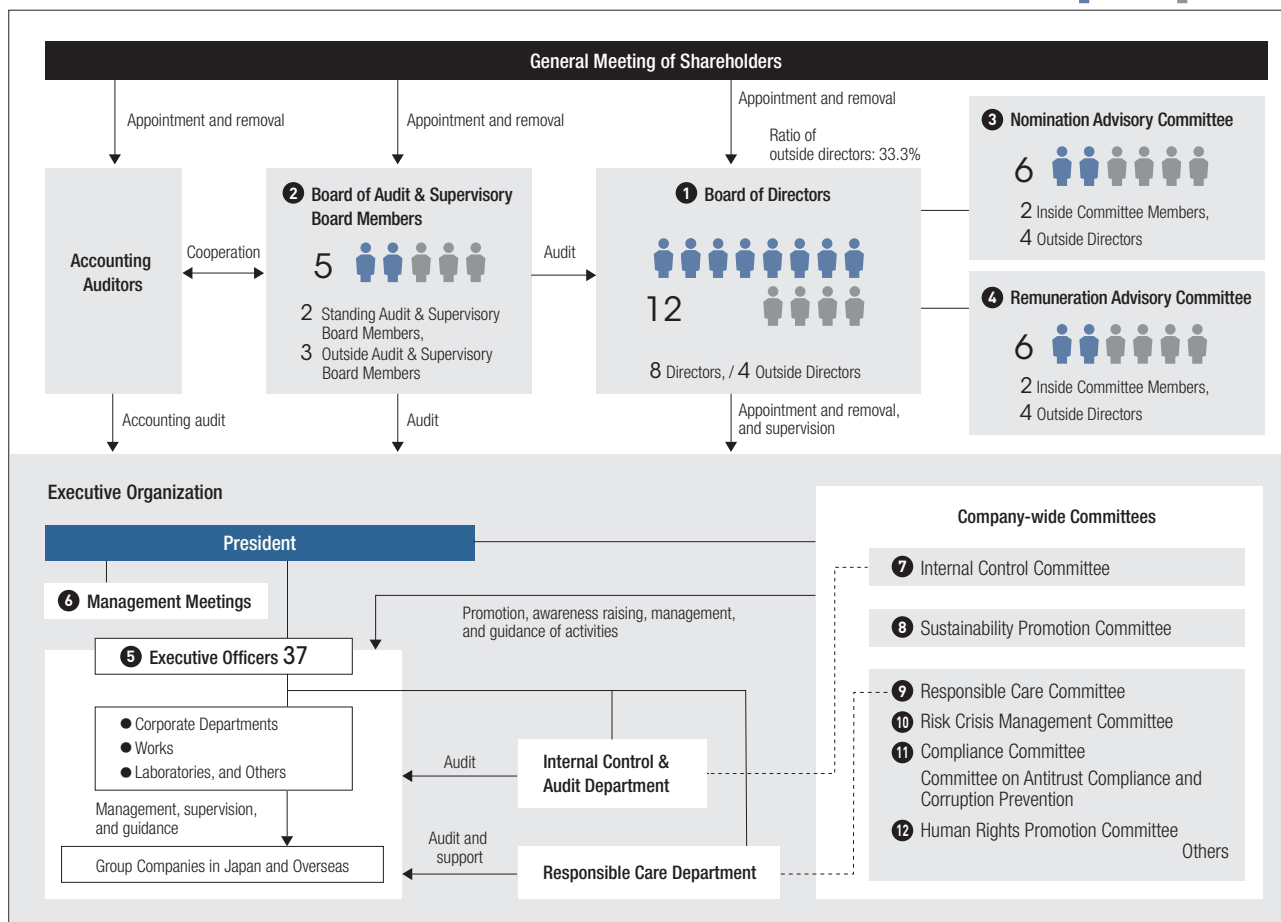 General Meeting of Shareholders
Appointment and removal
Appointment and removal
Appointment and removal
Ratio of
outside directors: 33.3%
Accounting
Auditors
Cooperation
2 Board of Audit & Supervisory
Board Members
5
2 Standing Audit & Supervisory
Board Members,
3 Outside Audit & Supervisory
Board Members
Audit
1 Board of Directors
12
8 Directors, / 4 Outside Directors
3 Nomination Advisory Committee
6
2 Inside Committee Members,
4 Outside Directors
4 Remuneration Advisory Committee
6
2 Inside Committee Members,
4 Outside Directors
Accounting audit
Audit
Appointment and removal,
and supervision
Executive Organization
President
6 Management Meetings
5 Executive Officers 37
● Corporate Departments
● Works
● Laboratories, and Others
Management, supervision,
and guidance
Group Companies in Japan and Overseas
Promotion, awareness raising, management,
and guidance of activities
Audit
Internal Control &
Audit Department
Audit and
support
Responsible Care Department
Company-wide Committees
7 Internal Control Committee
8 Sustainability Promotion Committee
9 Responsible Care Committee
10 Risk Crisis Management Committee
11 Compliance Committee
Committee on Antitrust Compliance and
Corruption Prevention
12 Human Rights Promotion Committee
Others